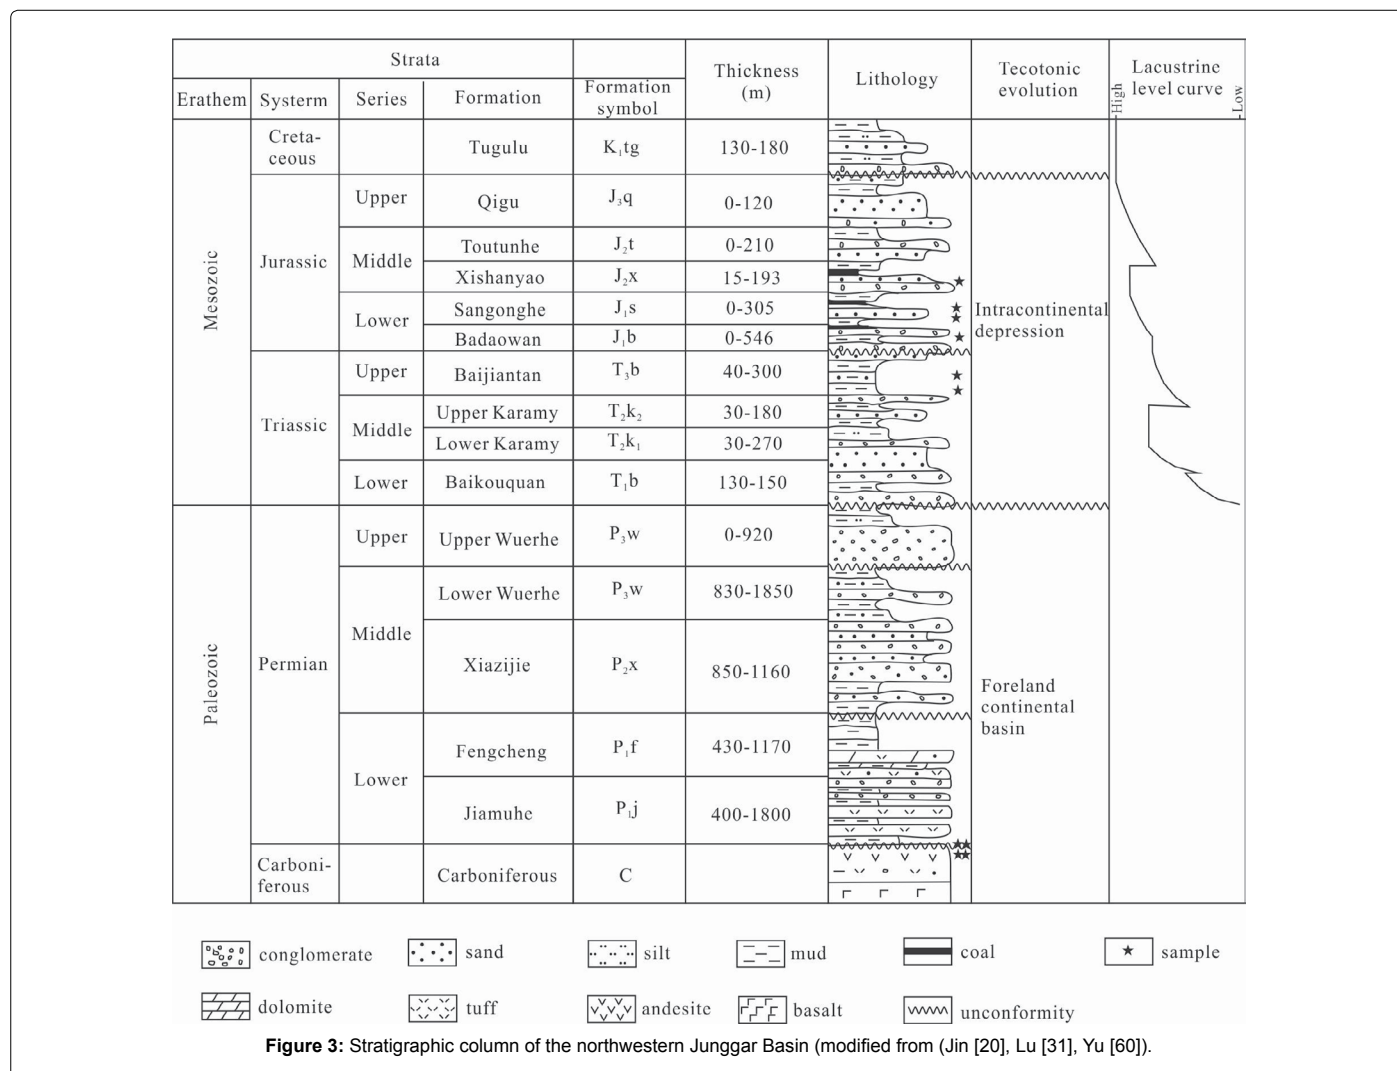 Strata
Thickness
(m)
Lithology
Tecotonic
evolution
Lacustrine
level curve
High
Low
Erathem
Systerm
Series
Formation
Formation
symbol
Mesozoic
Creta-
ceous
Tugulu
K₁tg
130-180
Jurassic
Upper
Qigu
J₃q
0-120
Middle
Toutunhe
J₂t
0-210
Xishanyao
J₂x
15-193
Lower
Sangonghe
J₁s
0-305
Badaowan
J₁b
0-546
Intracontinental
depression
Triassic
Upper
Baijiantan
T₃b
40-300
Middle
Upper Karamy
T₂k₂
30-180
Lower Karamy
T₂k₁
30-270
Lower
Baikouquan
T₁b
130-150
Paleozoic
Permian
Upper
Upper Wuerhe
P₃w
0-920
Middle
Lower Wuerhe
P₃w
830-1850
Xiazijie
P₂x
850-1160
Foreland
continental
basin
Lower
Fengcheng
P₁f
430-1170
Jiamuhe
P₁j
400-1800
Carboni-
ferous
Carboniferous
C
conglomerate
sand
silt
mud
coal
sample
dolomite
tuff
andesite
basalt
unconformity
Figure 3: Stratigraphic column of the northwestern Junggar Basin (modified from (Jin [20], Lu [31], Yu [60]).